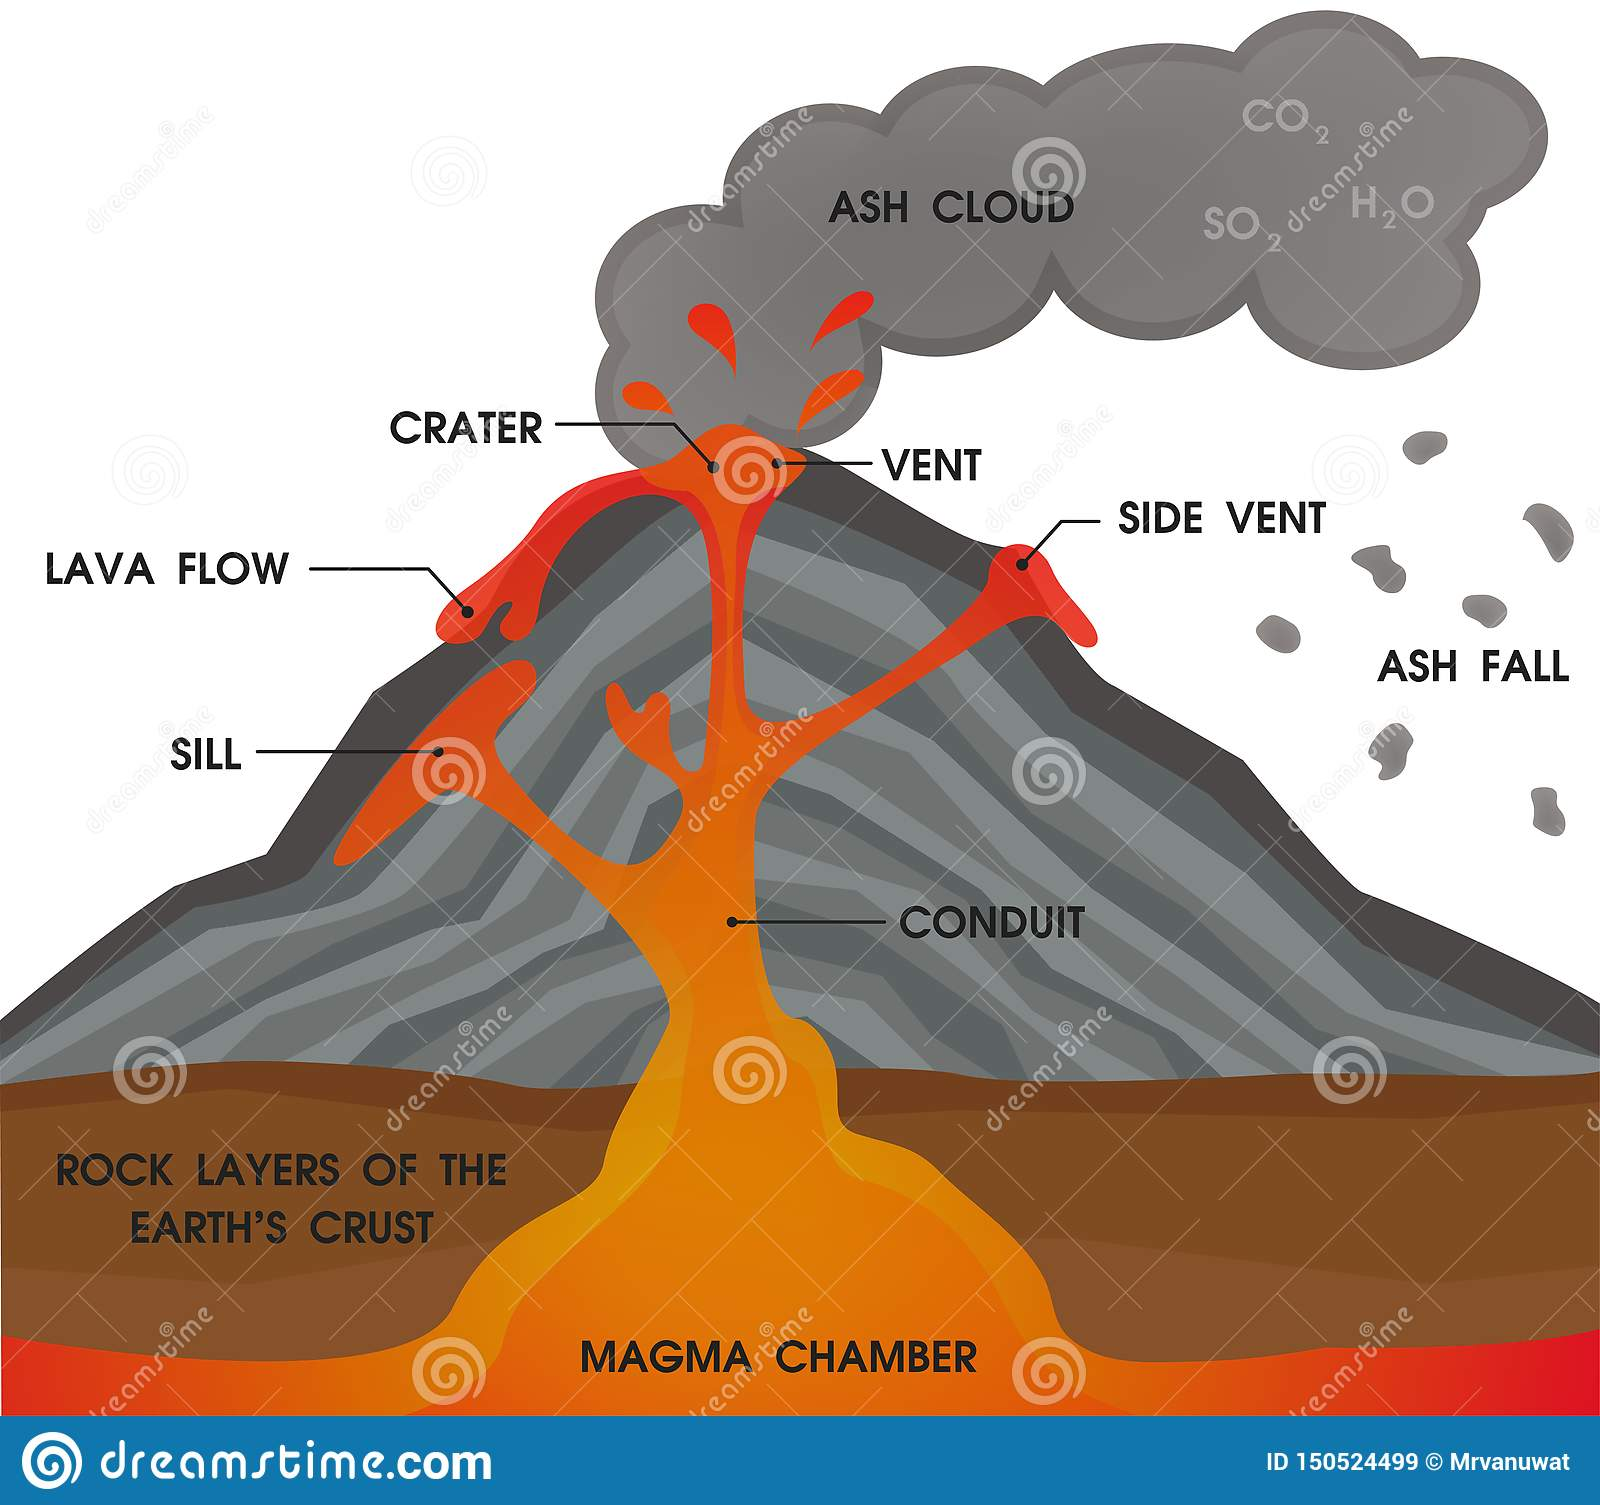 CO2
ASH CLOUD
SO2
H2O
CRATER
VENT
SIDE VENT
LAVA FLOW
ASH FALL
SILL
CONDUIT
ROCK LAYERS OF THE
EARTH'S CRUST
MAGMA CHAMBER
dreamstime.com
ID 150524499 © Mrvanuwat